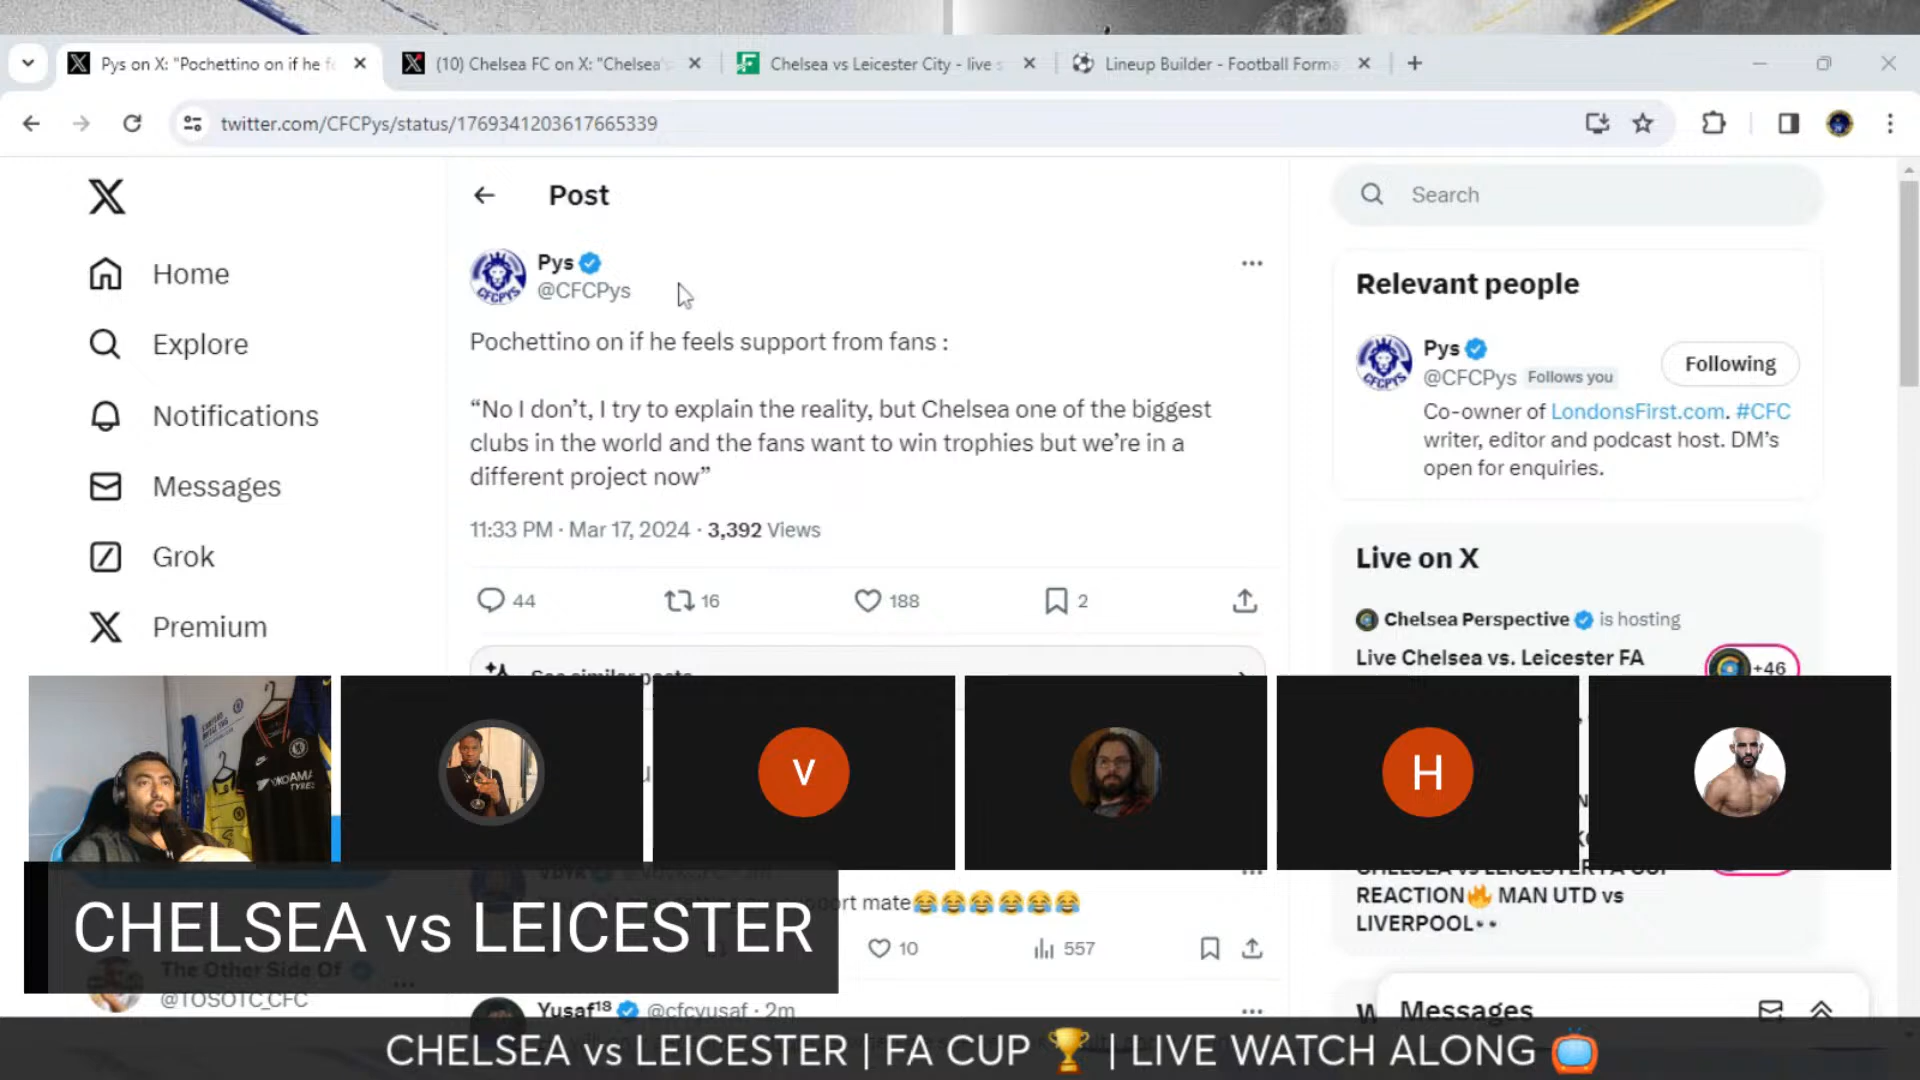 Pys on X: "Pochettino on if he f
(10) Chelsea FC on X: "Chelsea'
Chelsea vs Leicester City - live s
Lineup Builder - Football Forma
twitter.com/CFCPys/status/1769341203617665339
Home
Explore
Notifications
Messages
Grok
Premium
Post
Pys
@CFCPys
Pochettino on if he feels support from fans :
“No I don’t, I try to explain the reality, but Chelsea one of the biggest
clubs in the world and the fans want to win trophies but we’re in a
different project now”
11:33 PM · Mar 17, 2024 · 3,392 Views
44 16 188 2
See similar posts
Search
Relevant people
Pys
@CFCPys Follows you
Following
Co-owner of LondonsFirst.com. #CFC
writer, editor and podcast host. DM’s
open for enquiries.
Live on X
Chelsea Perspective is hosting
Live Chelsea vs. Leicester FA
+46
YOKOHAMA
TYRES
V
H
CHELSEA vs LEICESTER FA CUP
REACTION🔥 MAN UTD vs
LIVERPOOL👀
mate😂😂😂😂😂😂
10 557
CHELSEA vs LEICESTER
The Other Side Of
@TOSOTC_CFC
Yusaf¹⁸ @cfcyusaf · 2m
Messages
CHELSEA vs LEICESTER | FA CUP 🏆 | LIVE WATCH ALONG 📺